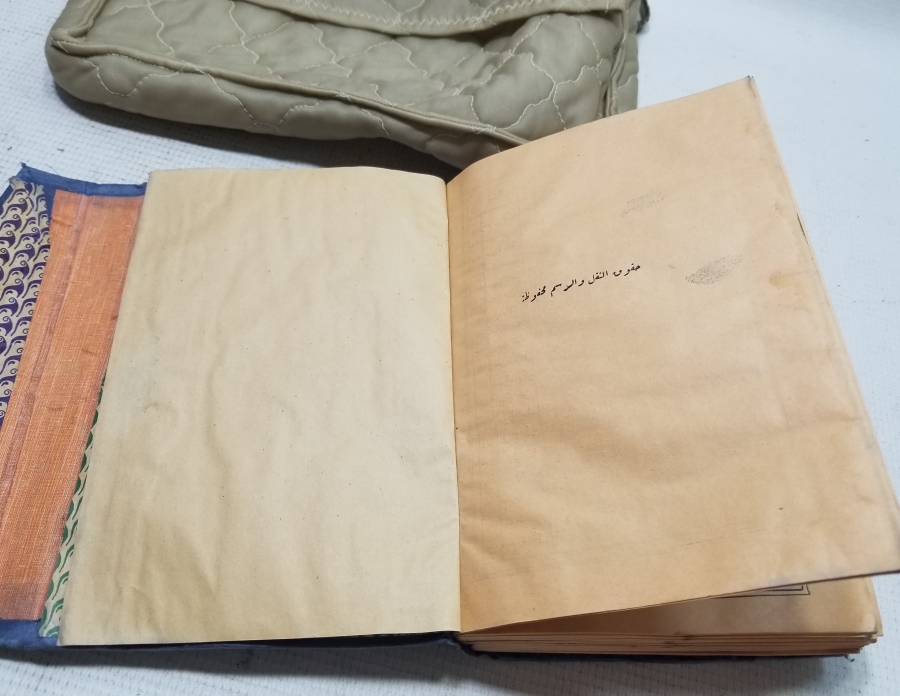 حقوق النقل والرسم محفوظة